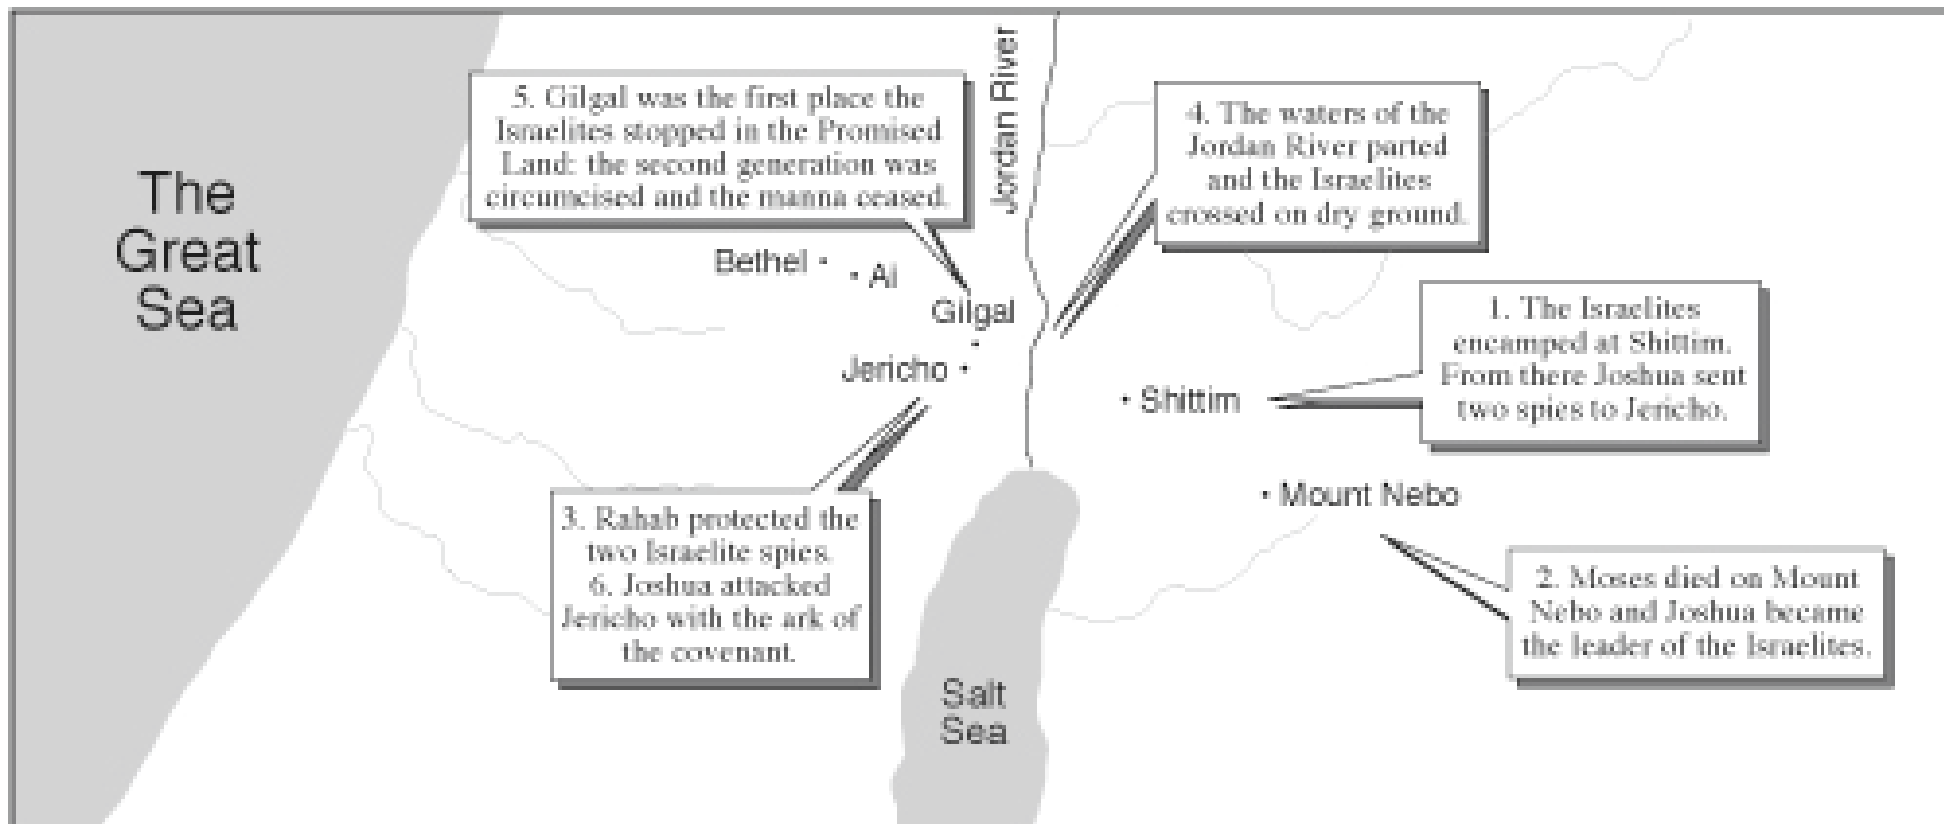 The
Great
Sea
5. Gilgal was the first place the
Israelites stopped in the Promised
Land: the second generation was
circumcised and the manna ceased.
Jordan River
4. The waters of the
Jordan River parted
and the Israelites
crossed on dry ground.
Bethel
Ai
Gilgal
Jericho
Shittim
1. The Israelites
encamped at Shittim.
From there Joshua sent
two spies to Jericho.
Mount Nebo
3. Rahab protected the
two Israelite spies.
6. Joshua attacked
Jericho with the ark of
the covenant.
2. Moses died on Mount
Nebo and Joshua became
the leader of the Israelites.
Salt
Sea